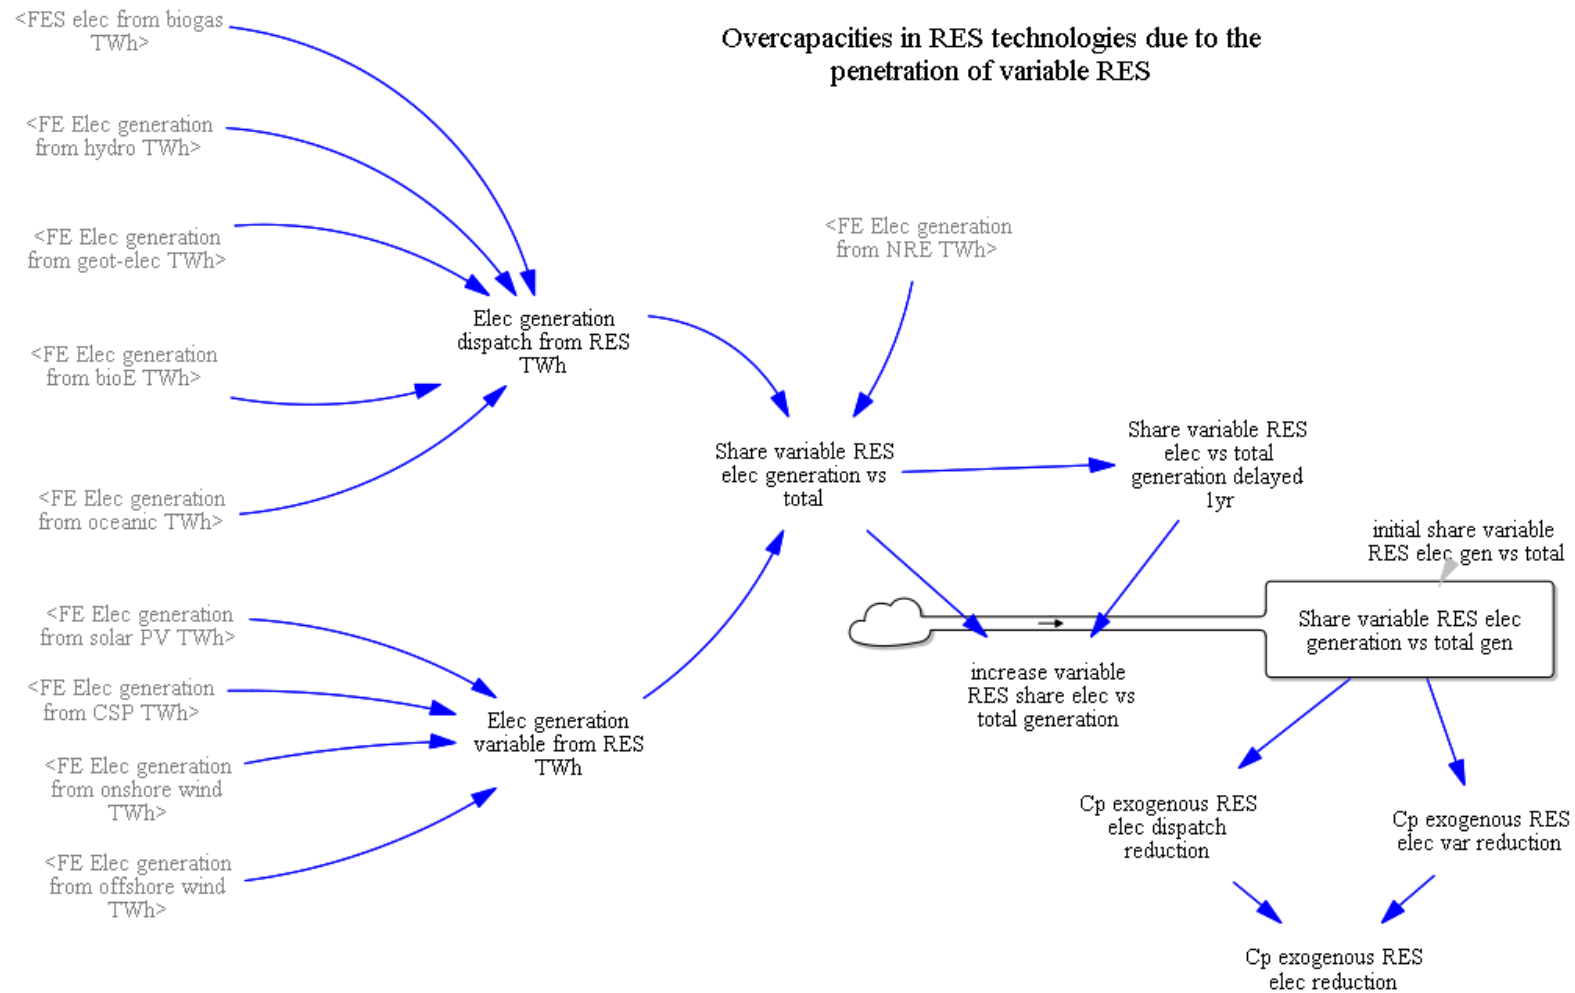 Overcapacities in RES technologies due to the
penetration of variable RES
<FES elec from biogas
TWh>
<FE Elec generation
from hydro TWh>
<FE Elec generation
from geot-elec TWh>
<FE Elec generation
from bioE TWh>
<FE Elec generation
from oceanic TWh>
<FE Elec generation
from solar PV TWh>
<FE Elec generation
from CSP TWh>
<FE Elec generation
from onshore wind
TWh>
<FE Elec generation
from offshore wind
TWh>
Elec generation
dispatch from RES
TWh
Elec generation
variable from RES
TWh
<FE Elec generation
from NRE TWh>
Share variable RES
elec generation vs
total
Share variable RES
elec vs total
generation delayed
1yr
increase variable
RES share elec vs
total generation
initial share variable
RES elec gen vs total
Share variable RES elec
generation vs total gen
Cp exogenous RES
elec dispatch
reduction
Cp exogenous RES
elec var reduction
Cp exogenous RES
elec reduction